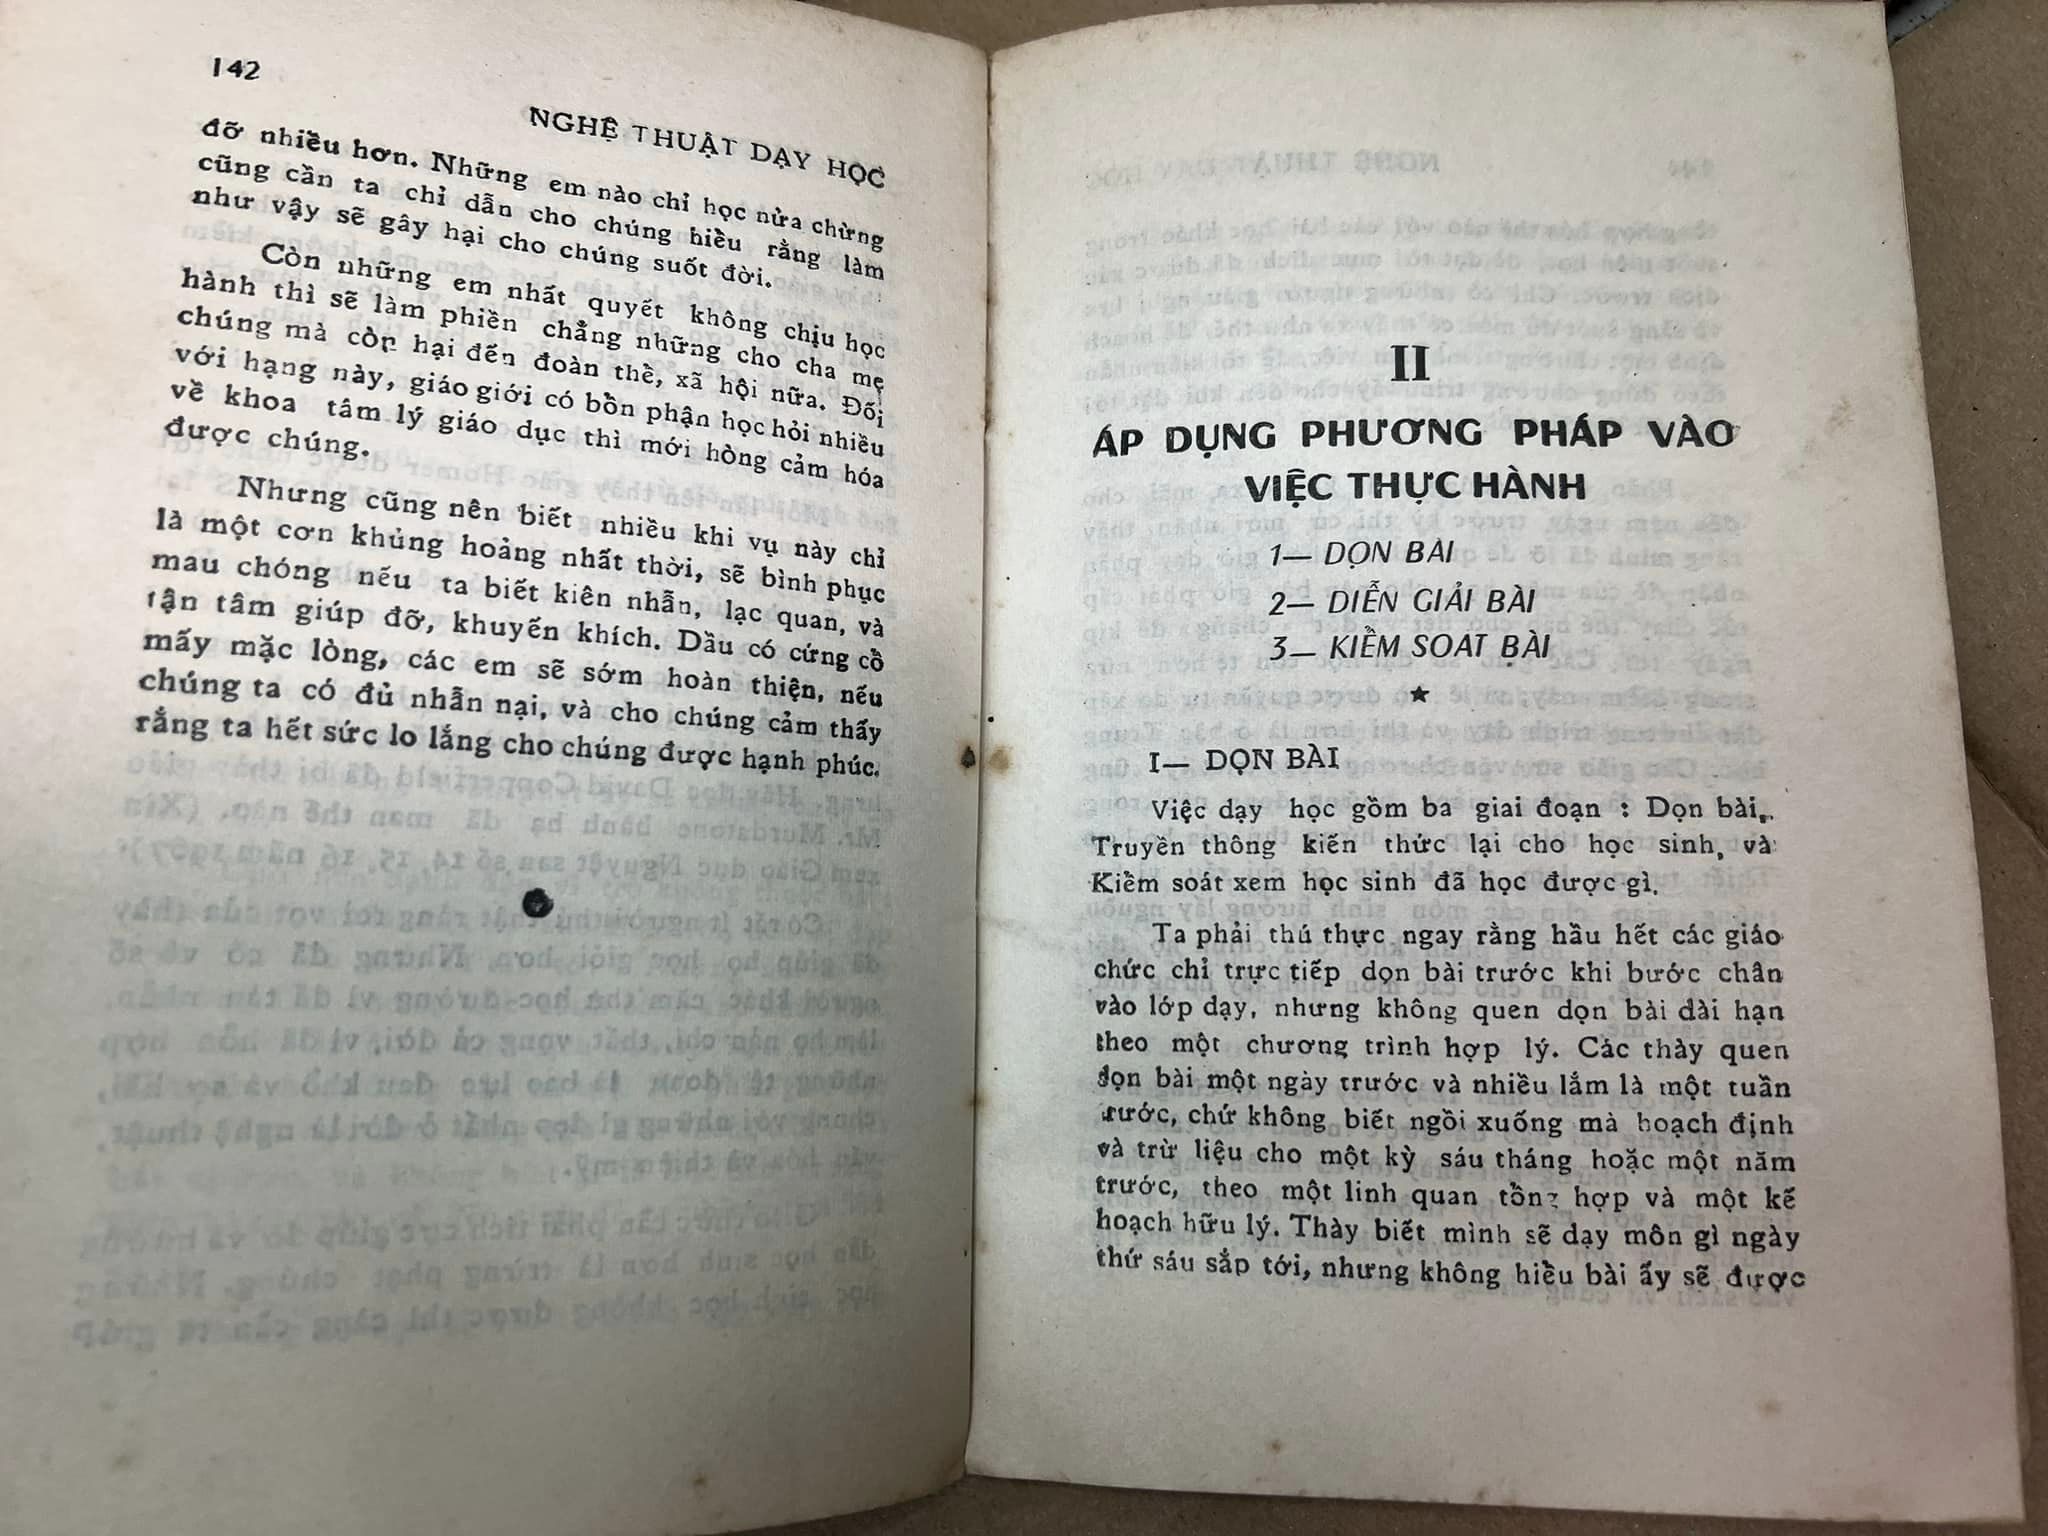 142
NGHỆ THUẬT DẠY HỌC
đỡ nhiều hơn. Những em nào chỉ học nửa chừng
cũng cần ta chỉ dẫn cho chúng hiểu rằng làm
như vậy sẽ gây hại cho chúng suốt đời.
Còn những em nhất quyết không chịu học
hành thì sẽ làm phiền chẳng những cho cha mẹ
chúng mà còn hại đến đoàn thể, xã hội nữa. Đối
với hạng này, giáo giới có bổn phận học hỏi nhiều
về khoa tâm lý giáo dục thì mới hòng cảm hóa
được chúng.
Nhưng cũng nên biết nhiều khi vụ này chỉ
là một cơn khủng hoảng nhất thời, sẽ bình phục
mau chóng nếu ta biết kiên nhẫn, lạc quan, và
tận tâm giúp đỡ, khuyến khích. Dầu có cứng cổ
mấy mặc lòng, các em sẽ sớm hoàn thiện, nếu
chúng ta có đủ nhẫn nại, và cho chúng cảm thấy
rằng ta hết sức lo lắng cho chúng được hạnh phúc.
II
ÁP DỤNG PHƯƠNG PHÁP VÀO
VIỆC THỰC HÀNH
1— DỌN BÀI
2— DIỄN GIẢI BÀI
3— KIỂM SOAT BÀI
★
I— DỌN BÀI
Việc dạy học gồm ba giai đoạn : Dọn bài,
Truyền thông kiến thức lại cho học sinh, và
Kiểm soát xem học sinh đã học được gì.
Ta phải thú thực ngay rằng hầu hết các giáo
chức chỉ trực tiếp dọn bài trước khi bước chân
vào lớp dạy, nhưng không quen dọn bài dài hạn
theo một chương trình hợp lý. Các thày quen
dọn bài một ngày trước và nhiều lắm là một tuần
trước, chứ không biết ngồi xuống mà hoạch định
và trừ liệu cho một kỳ sáu tháng hoặc một năm
trước, theo một linh quan tổng hợp và một kế
hoạch hữu lý. Thày biết mình sẽ dạy môn gì ngày
thứ sáu sắp tới, nhưng không hiểu bài ấy sẽ được